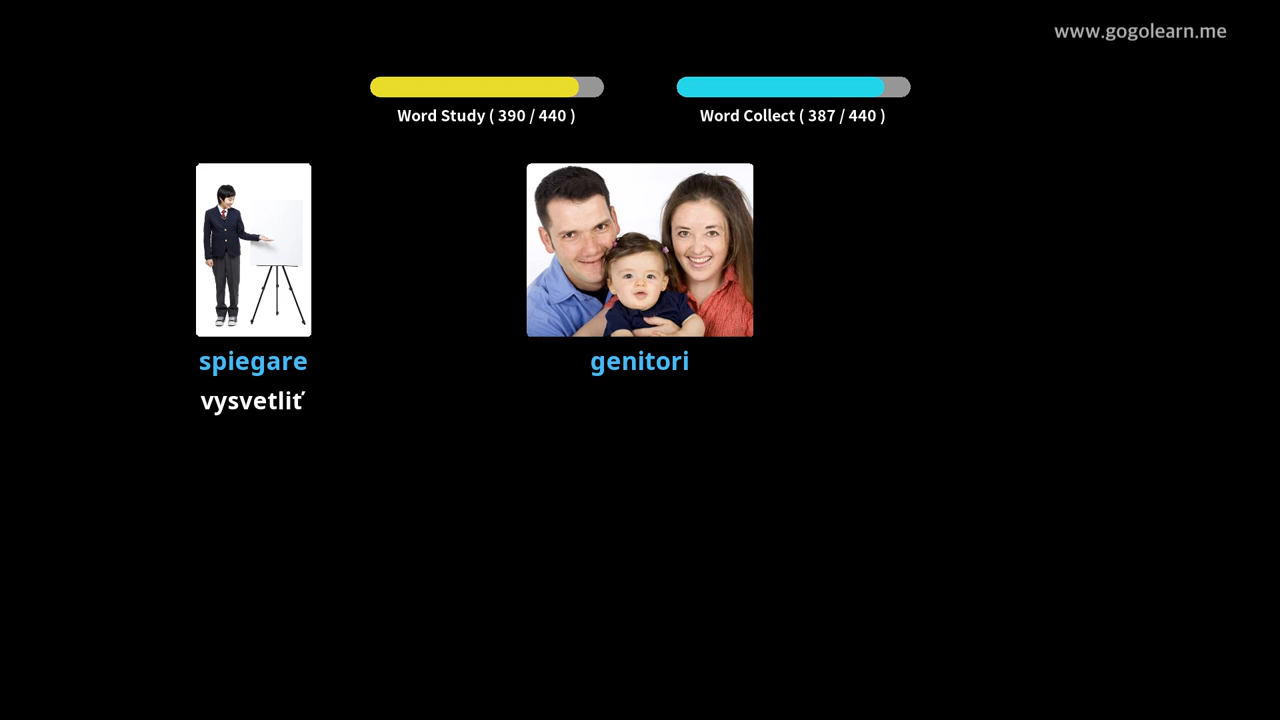 www.gogolearn.me
Word Study ( 390 / 440 )
Word Collect ( 387 / 440 )
spiegare
genitori
vysvetliť